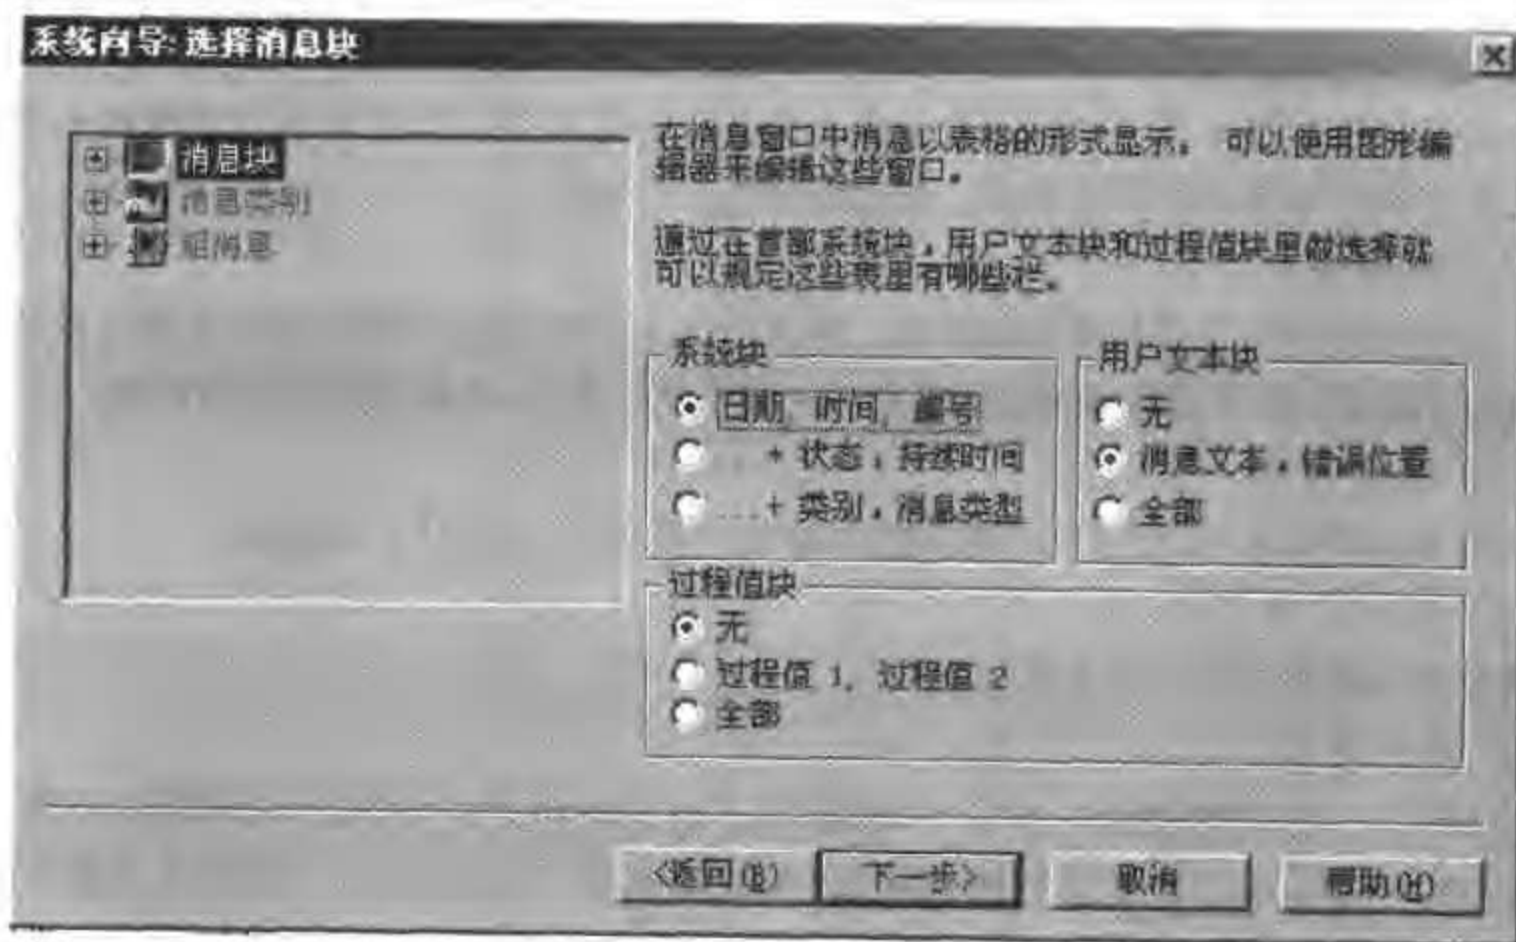 系统向导:选择消息块
消息块
消息类别
组消息
在消息窗口中消息以表格的形式显示。 可以使用图形编
辑器来编辑这些窗口。
通过在首部系统块,用户文本块和过程值块里做选择就
可以规定这些表里有哪些栏。
系统块
日期, 时间, 编号
...+ 状态,持续时间
...+ 类别,消息类型
用户文本块
无
消息文本,错误位置
全部
过程值块
无
过程值 1, 过程值 2
全部
<返回(B)
下一步>
取消
帮助(H)